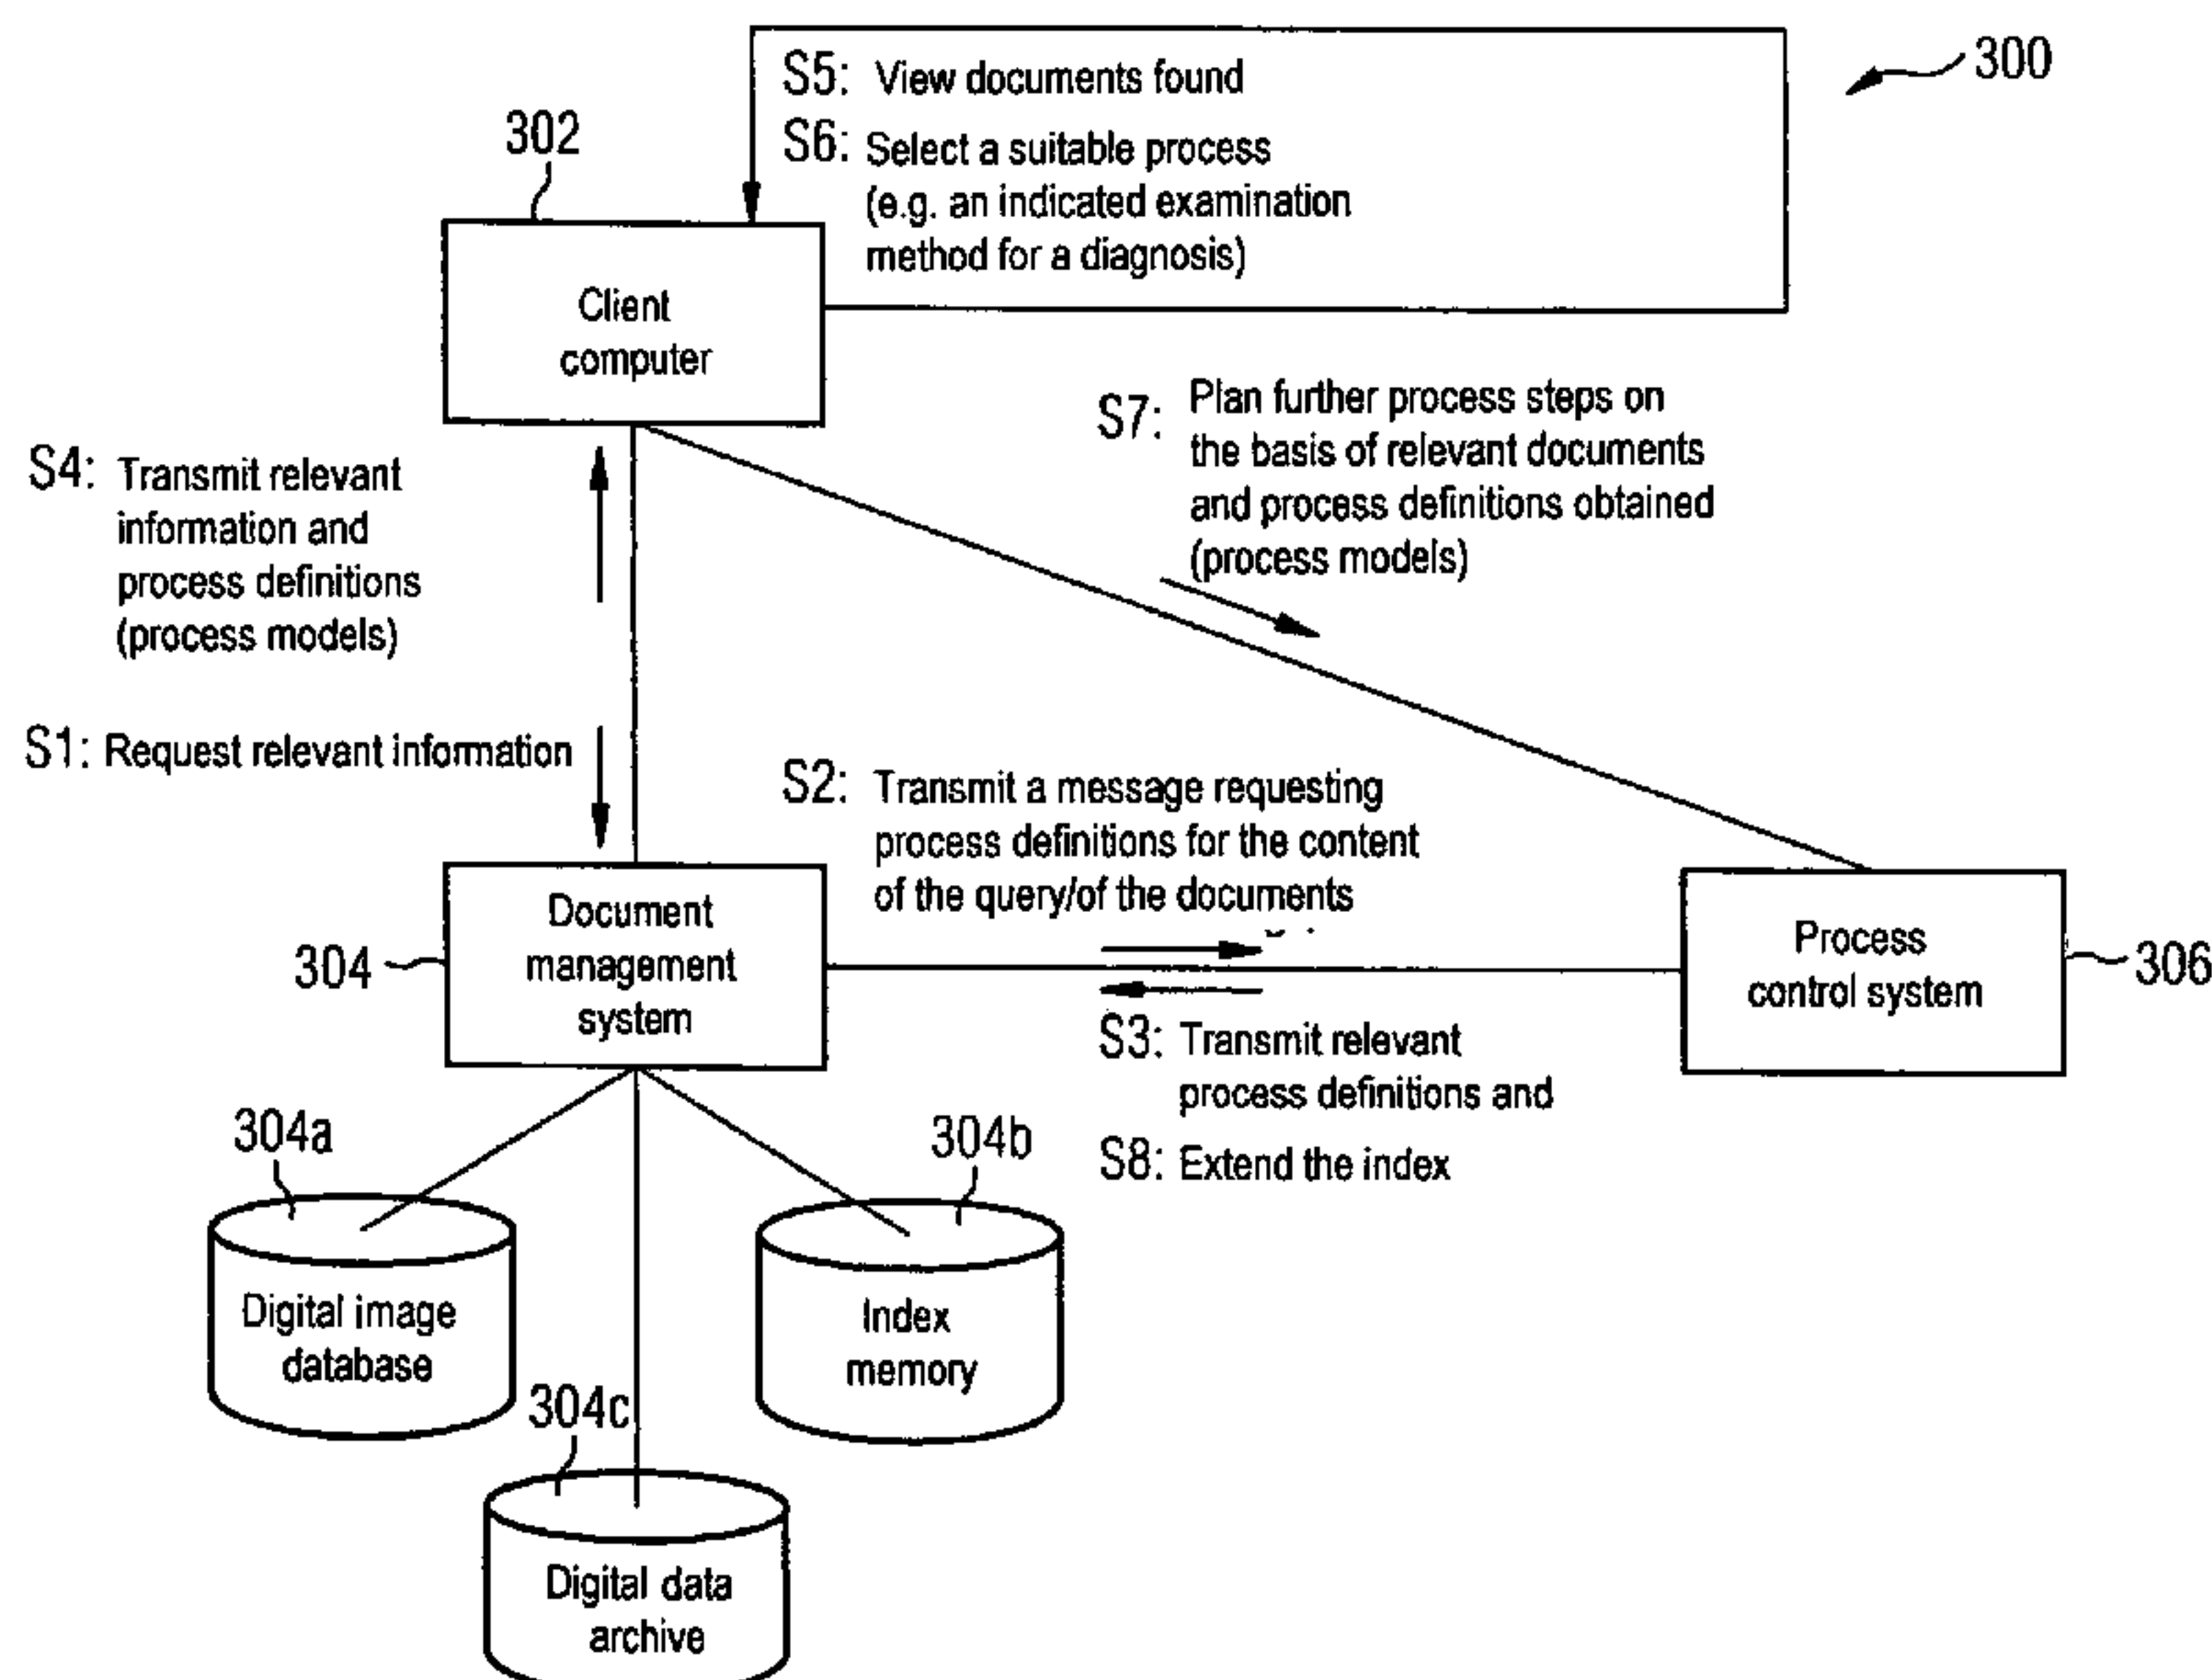 S5: View documents found
300
S6: Select a suitable process
(e.g. an indicated examination
method for a diagnosis)
302
Client
computer
S7: Plan further process steps on
the basis of relevant documents
and process definitions obtained
(process models)
S4: Transmit relevant
information and
process definitions
(process models)
S1: Request relevant information
S2: Transmit a message requesting
process definitions for the content
of the query/of the documents
304
Document
management
system
Process
control system
306
S3: Transmit relevant
process definitions and
S8: Extend the index
304a
304b
Digital image
database
Index
memory
304c
Digital data
archive